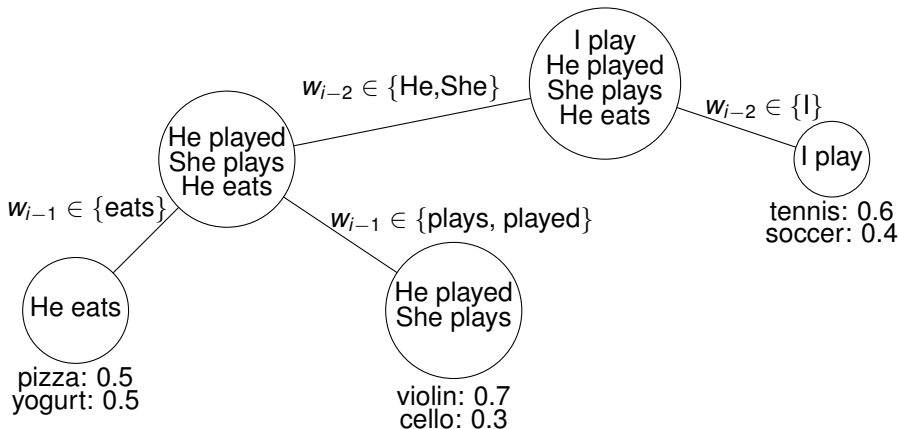 I play
He played
She plays
He eats
w_{i−2} ∈ {He,She}
w_{i−2} ∈ {I}
He played
She plays
He eats
I play
tennis: 0.6
soccer: 0.4
w_{i−1} ∈ {eats}
w_{i−1} ∈ {plays, played}
He eats
pizza: 0.5
yogurt: 0.5
He played
She plays
violin: 0.7
cello: 0.3